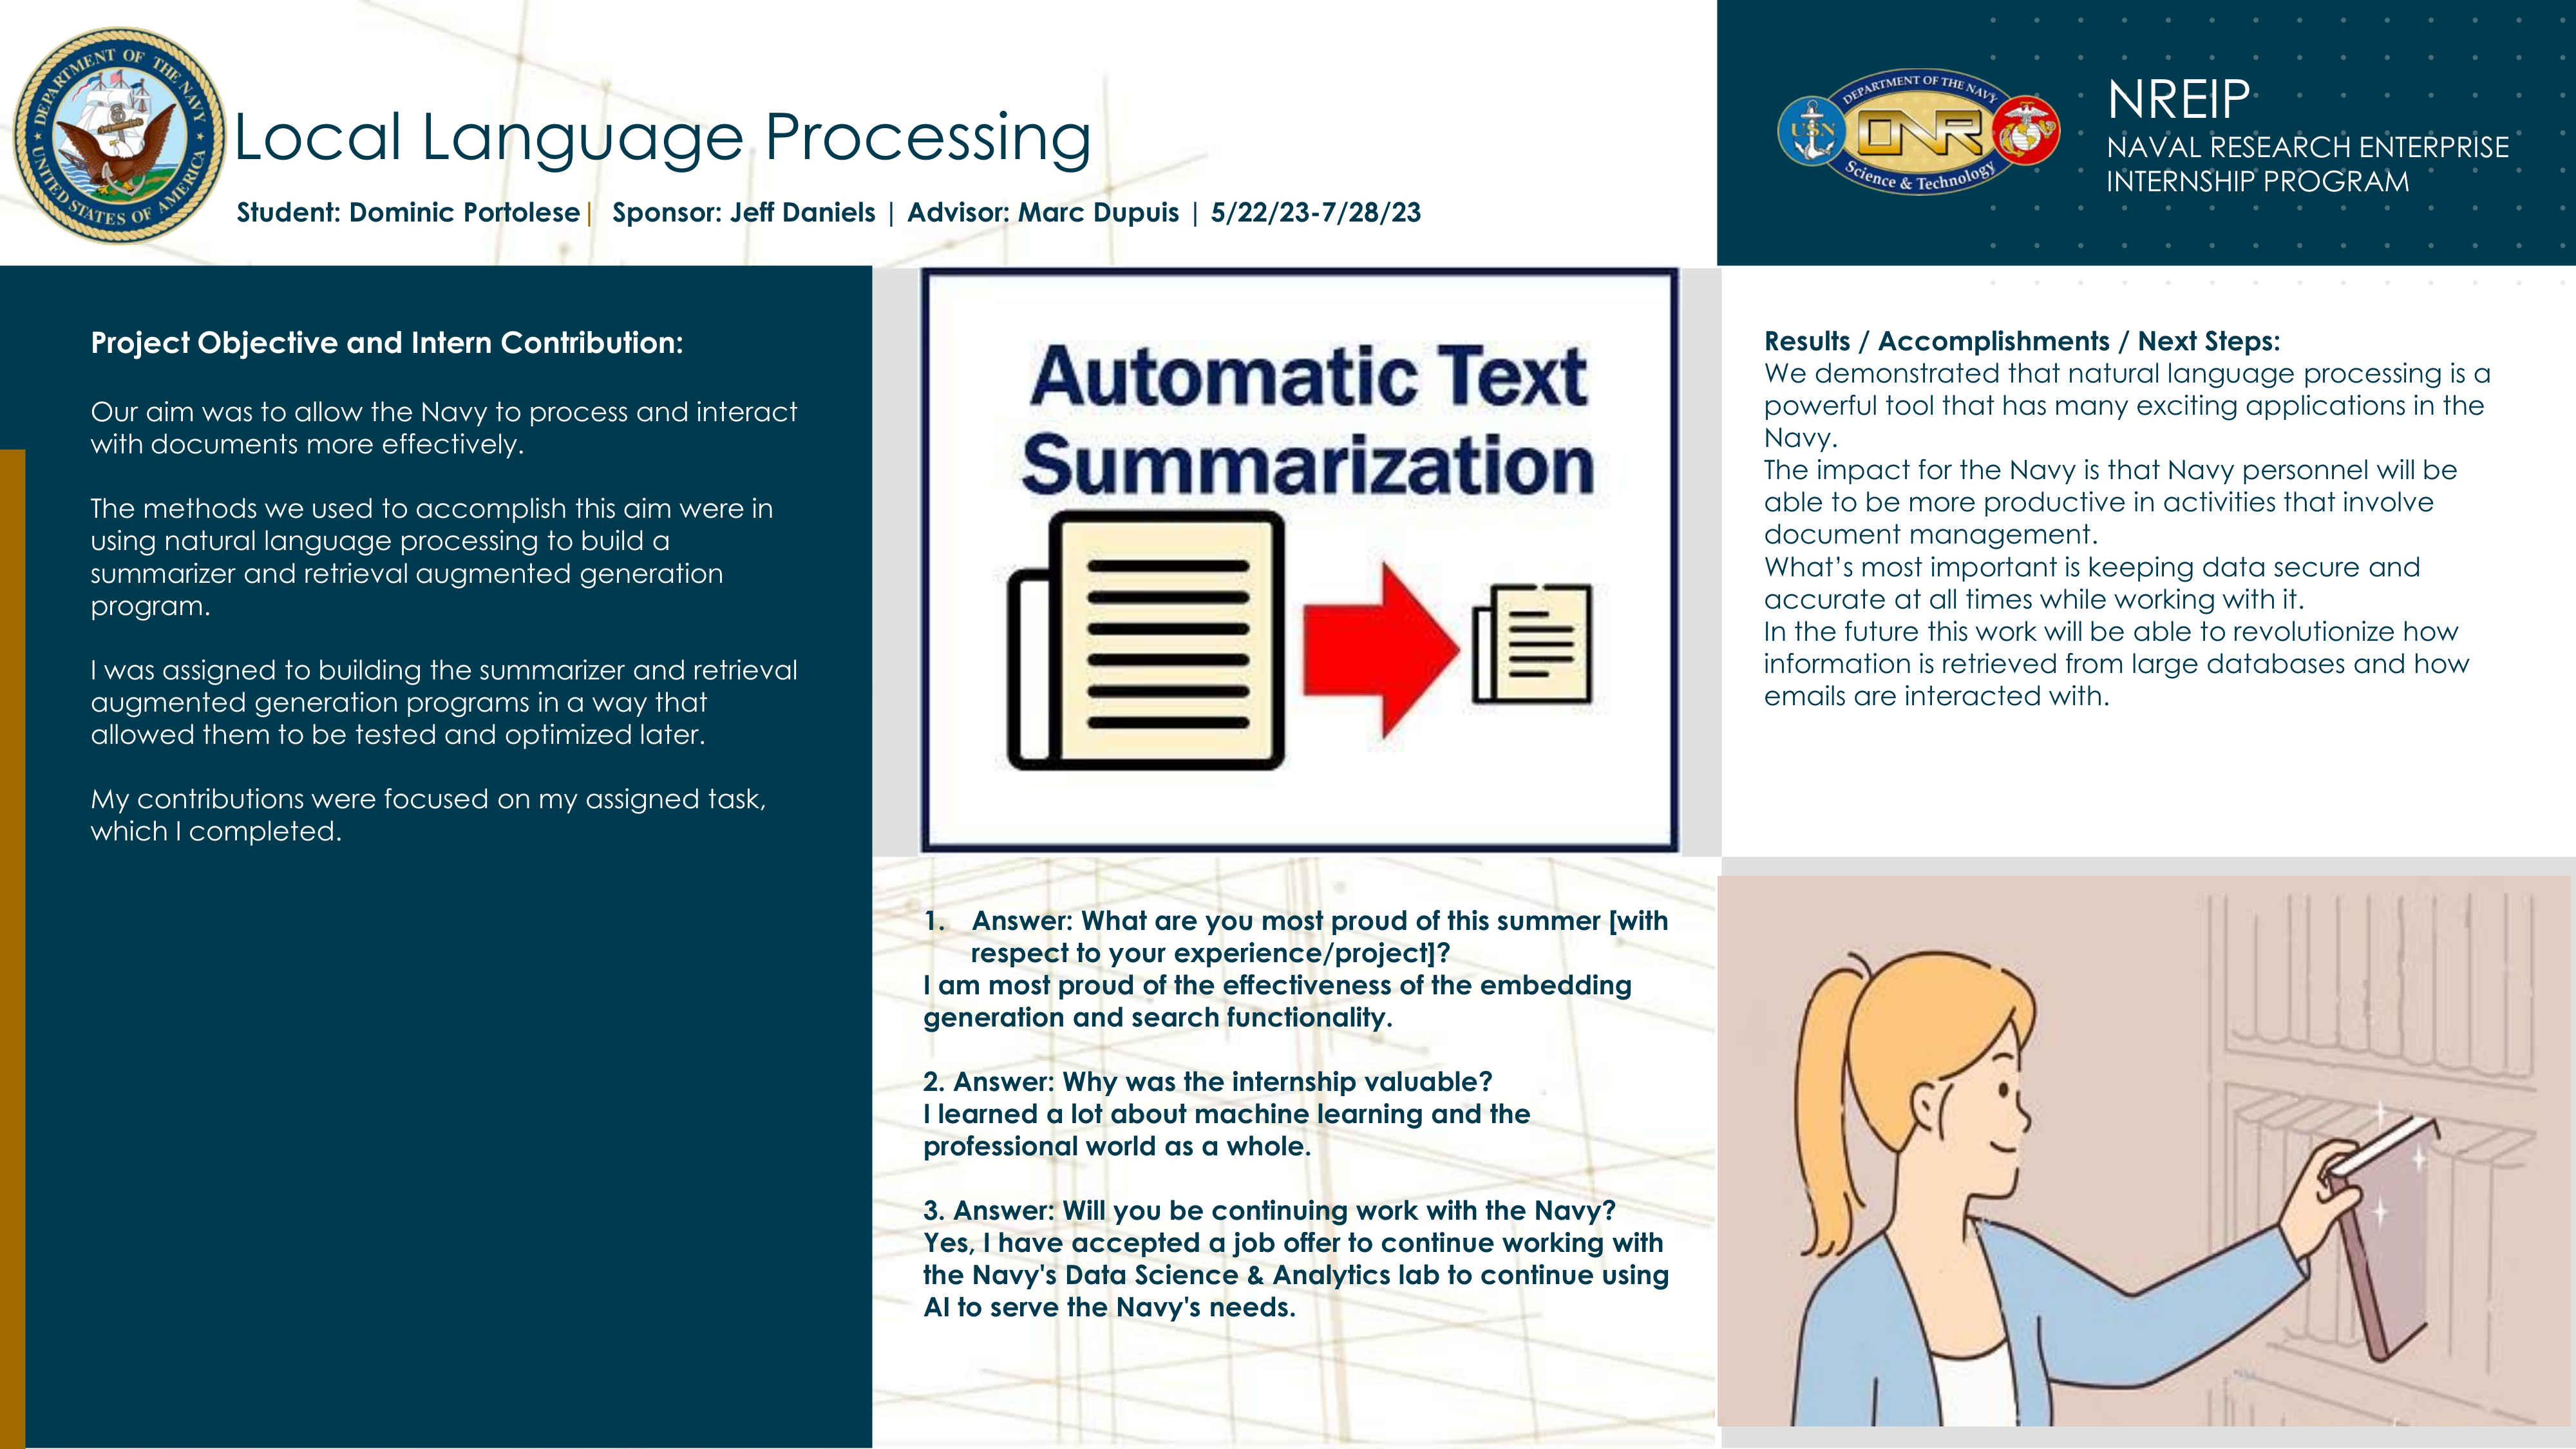 DEPARTMENT OF THE NAVY
UNITED STATES OF AMERICA
Local Language Processing
Student: Dominic Portolese | Sponsor: Jeff Daniels | Advisor: Marc Dupuis | 5/22/23-7/28/23
DEPARTMENT OF THE NAVY
USN
ONR
Science & Technology
NREIP
NAVAL RESEARCH ENTERPRISE
INTERNSHIP PROGRAM
Project Objective and Intern Contribution:
Our aim was to allow the Navy to process and interact
with documents more effectively.
The methods we used to accomplish this aim were in
using natural language processing to build a
summarizer and retrieval augmented generation
program.
I was assigned to building the summarizer and retrieval
augmented generation programs in a way that
allowed them to be tested and optimized later.
My contributions were focused on my assigned task,
which I completed.
Automatic Text
Summarization
1. Answer: What are you most proud of this summer [with
respect to your experience/project]?
I am most proud of the effectiveness of the embedding
generation and search functionality.
2. Answer: Why was the internship valuable?
I learned a lot about machine learning and the
professional world as a whole.
3. Answer: Will you be continuing work with the Navy?
Yes, I have accepted a job offer to continue working with
the Navy's Data Science & Analytics lab to continue using
AI to serve the Navy's needs.
Results / Accomplishments / Next Steps:
We demonstrated that natural language processing is a
powerful tool that has many exciting applications in the
Navy.
The impact for the Navy is that Navy personnel will be
able to be more productive in activities that involve
document management.
What’s most important is keeping data secure and
accurate at all times while working with it.
In the future this work will be able to revolutionize how
information is retrieved from large databases and how
emails are interacted with.